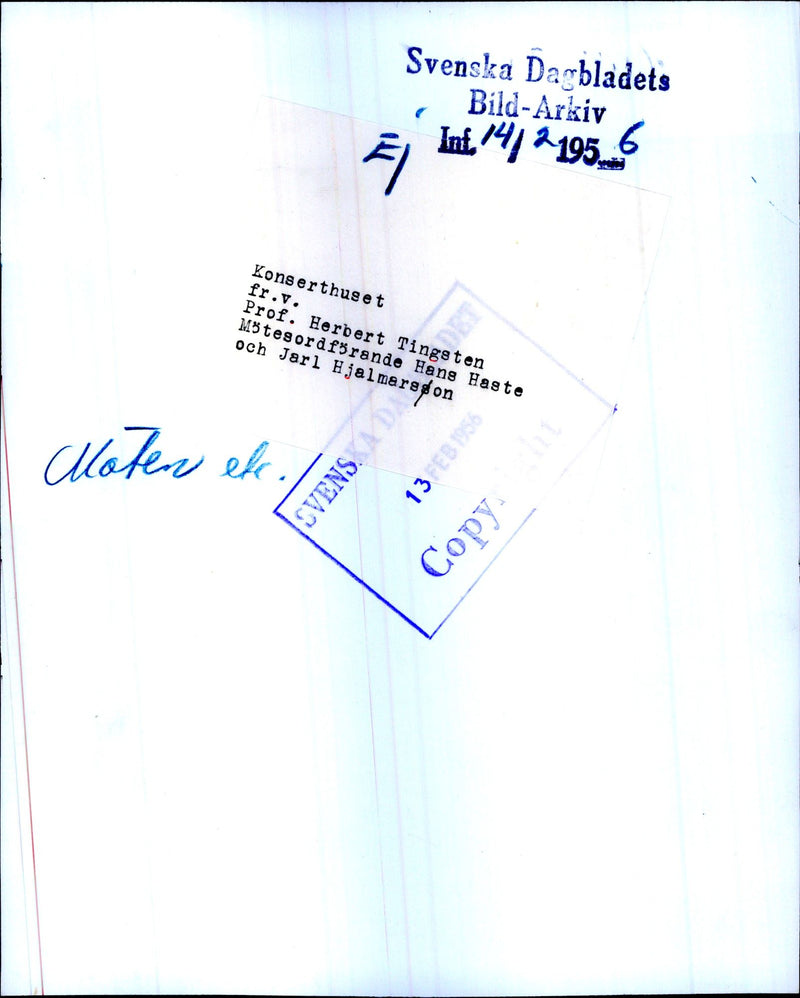 Svenska Dagbladets
Bild-Arkiv
Ej Inf. 14/2 1956
Konserthuset
fr.v.
Prof. Herbert Tingsten
Mötesordförande Hans Haste
och Jarl Hjalmarson
Möten etc.
SVENSKA DAGBLADET
13 FEB 1956
Copyright